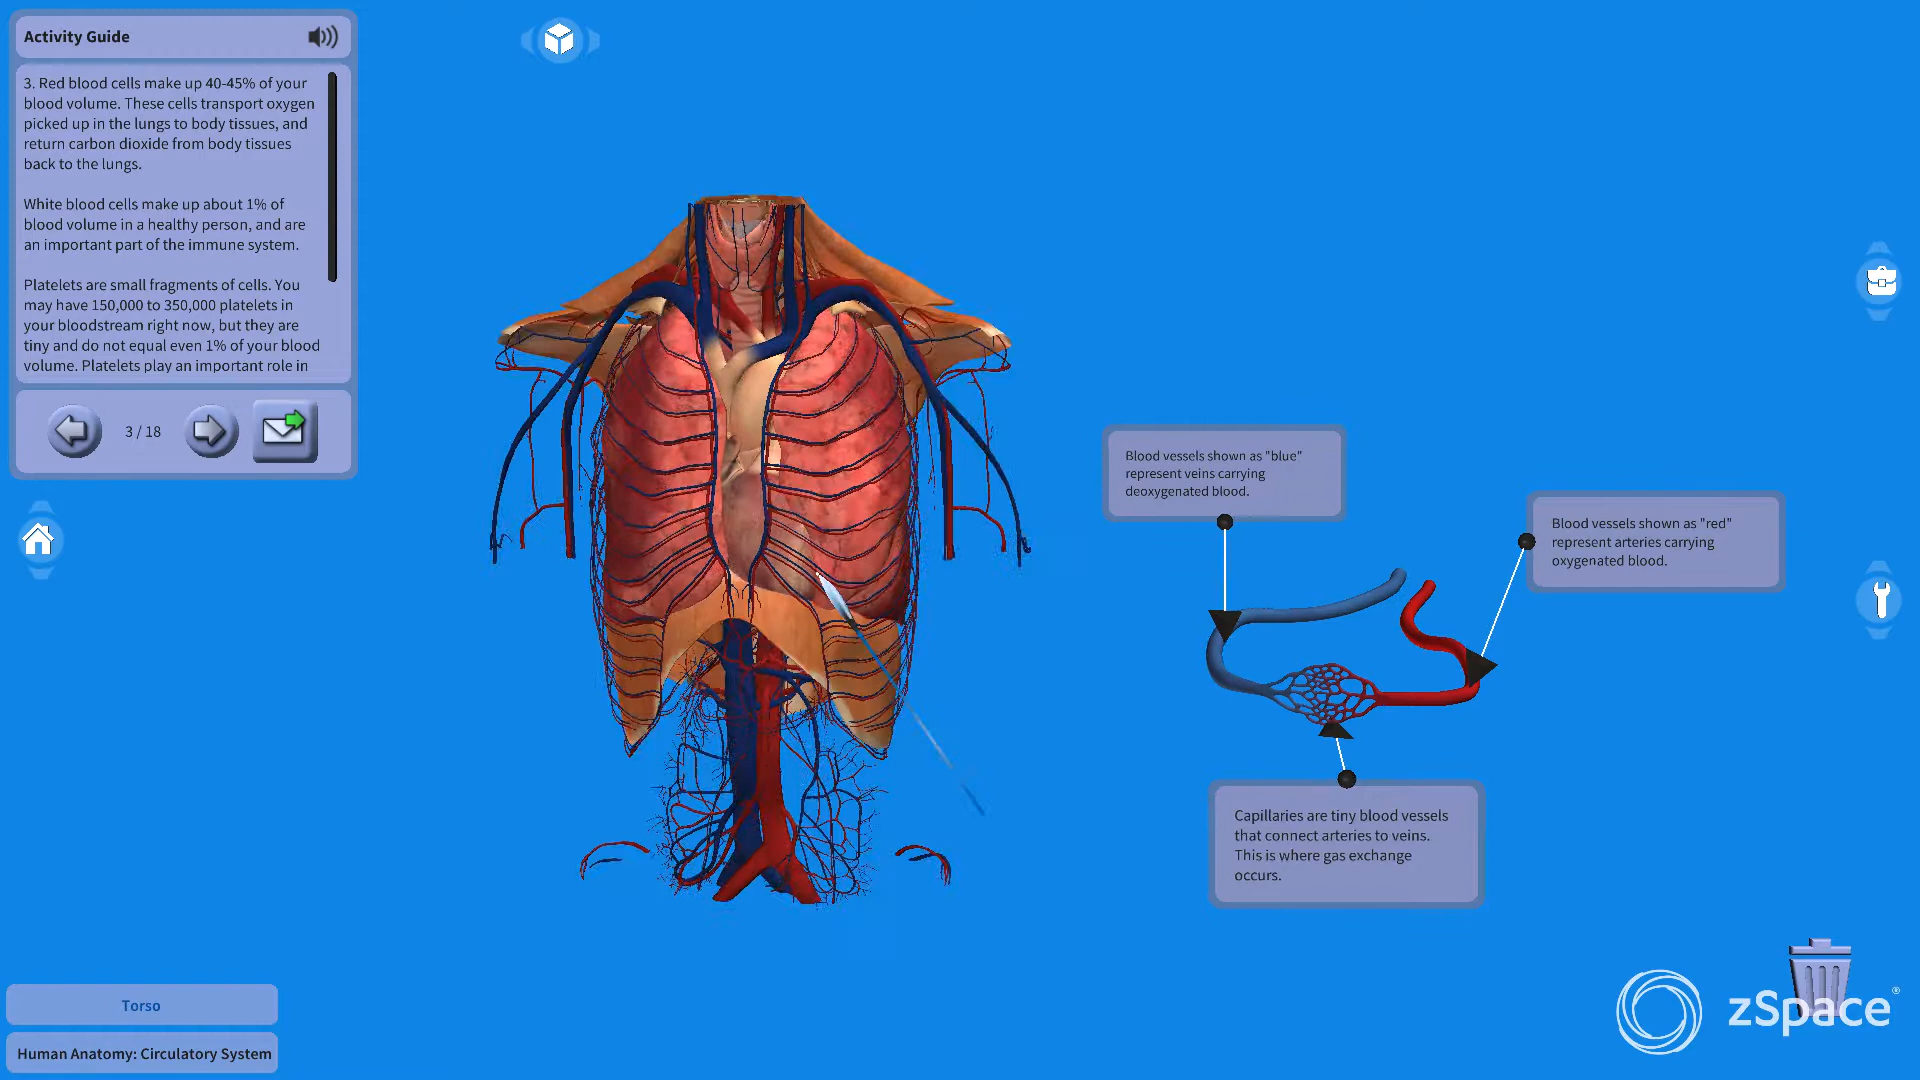 Activity Guide
3. Red blood cells make up 40-45% of your
blood volume. These cells transport oxygen
picked up in the lungs to body tissues, and
return carbon dioxide from body tissues
back to the lungs.
White blood cells make up about 1% of
blood volume in a healthy person, and are
an important part of the immune system.
Platelets are small fragments of cells. You
may have 150,000 to 350,000 platelets in
your bloodstream right now, but they are
tiny and do not equal even 1% of your blood
volume. Platelets play an important role in
3 / 18
Blood vessels shown as "blue"
represent veins carrying
deoxygenated blood.
Blood vessels shown as "red"
represent arteries carrying
oxygenated blood.
Capillaries are tiny blood vessels
that connect arteries to veins.
This is where gas exchange
occurs.
Torso
Human Anatomy: Circulatory System
zSpace®